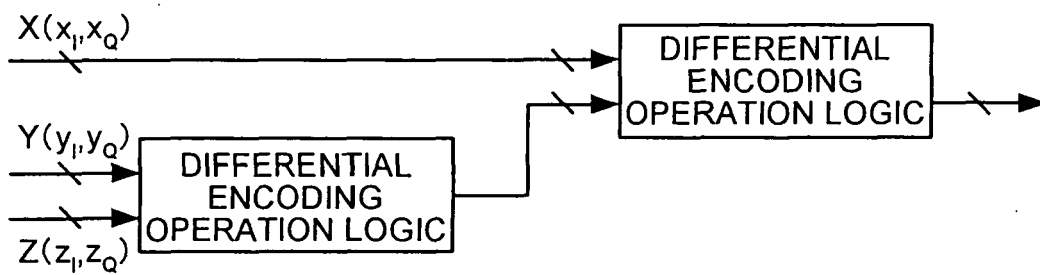 X(x_I,x_Q)
DIFFERENTIAL
ENCODING
OPERATION LOGIC
Y(y_I,y_Q)
DIFFERENTIAL
ENCODING
OPERATION LOGIC
Z(z_I,z_Q)